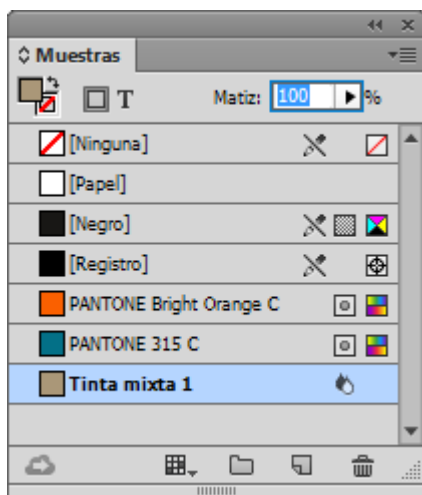 Muestras
T Matiz: 100 %
[Ninguna]
[Papel]
[Negro]
[Registro]
PANTONE Bright Orange C
PANTONE 315 C
Tinta mixta 1